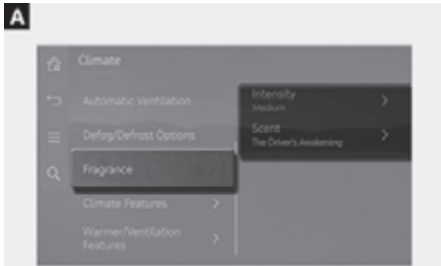 A
Climate
Automatic Ventilation
Defog/Defrost Options
Fragrance
Climate Features
Warmer/Ventilation
Features
Intensity
Medium
Scent
The Driver's Awakening